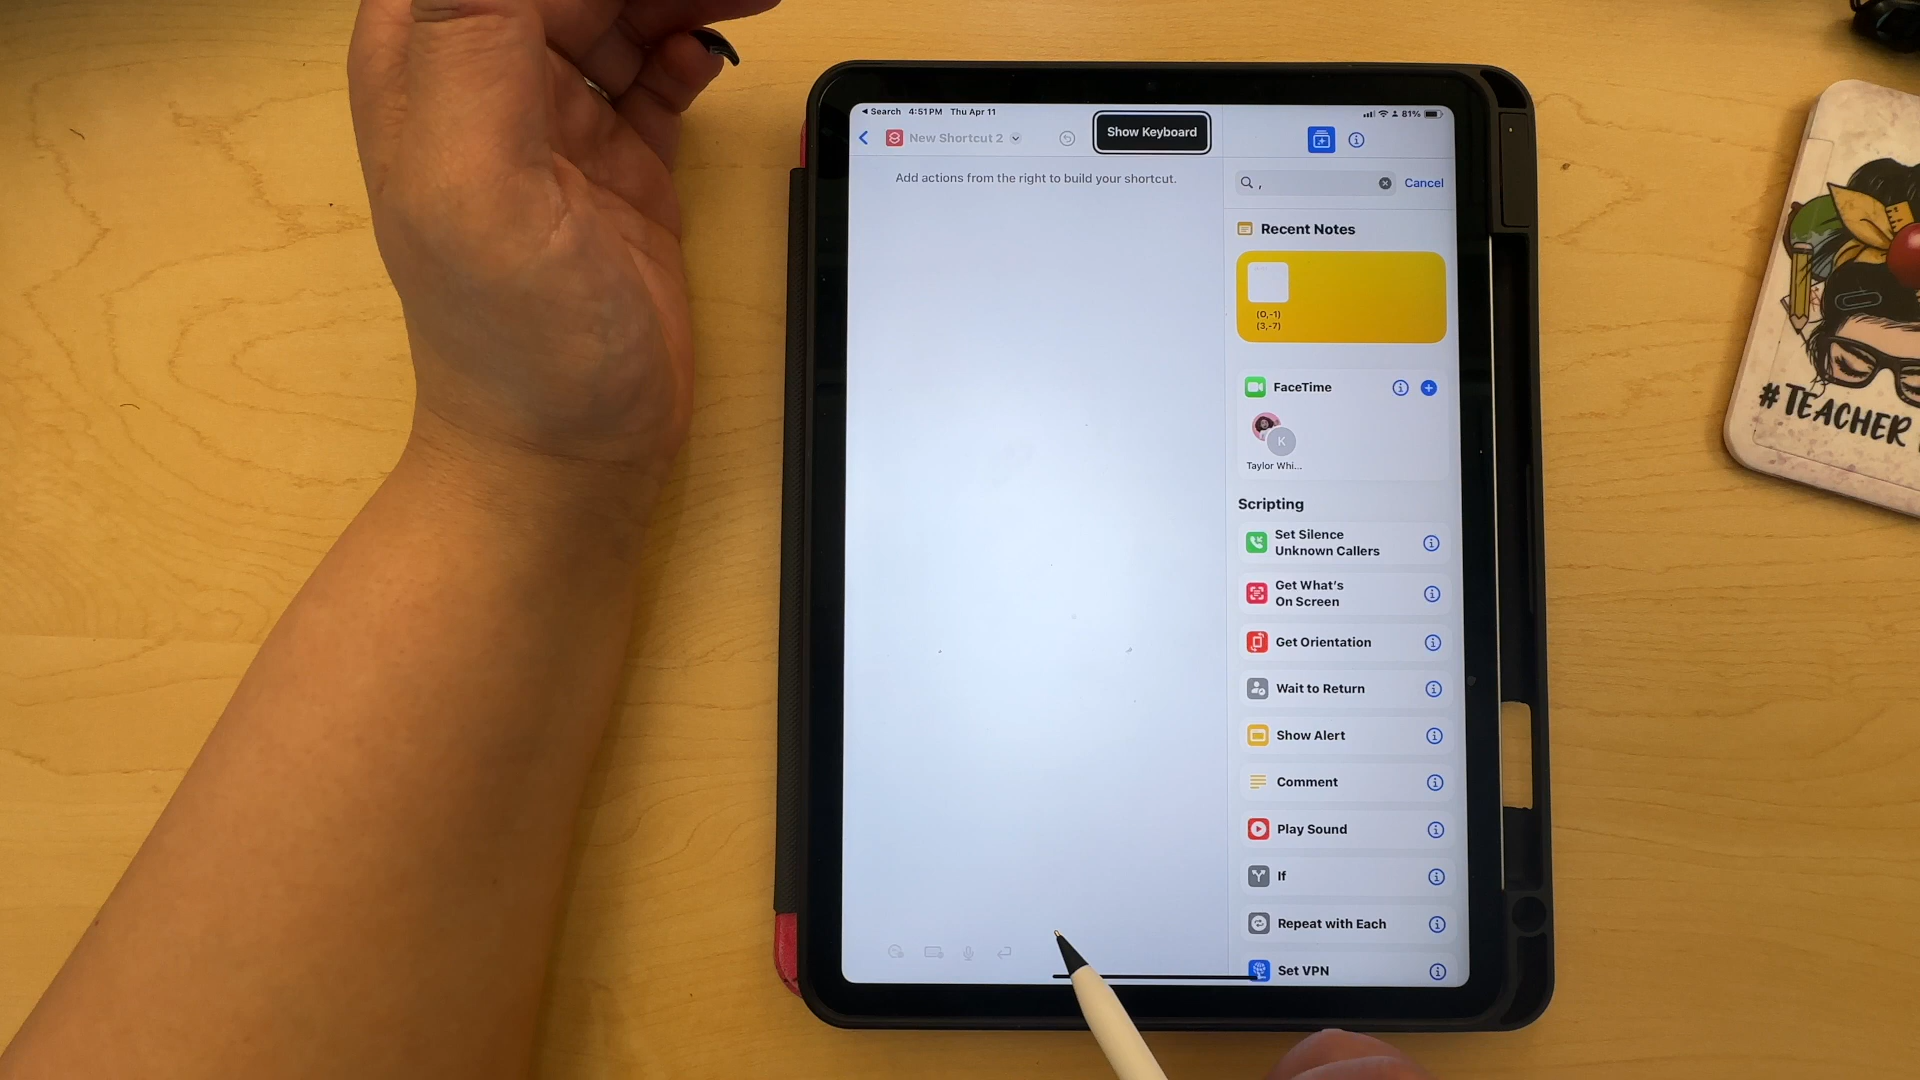 ◄ Search 4:51 PM Thu Apr 11
81%
New Shortcut 2
Show Keyboard
Add actions from the right to build your shortcut.
,
Cancel
Recent Notes
(0,-1)
(3,-7)
FaceTime
K
Taylor Whi...
Scripting
Set Silence
Unknown Callers
Get What's
On Screen
Get Orientation
Wait to Return
Show Alert
Comment
Play Sound
If
Repeat with Each
Set VPN
#TEACHER